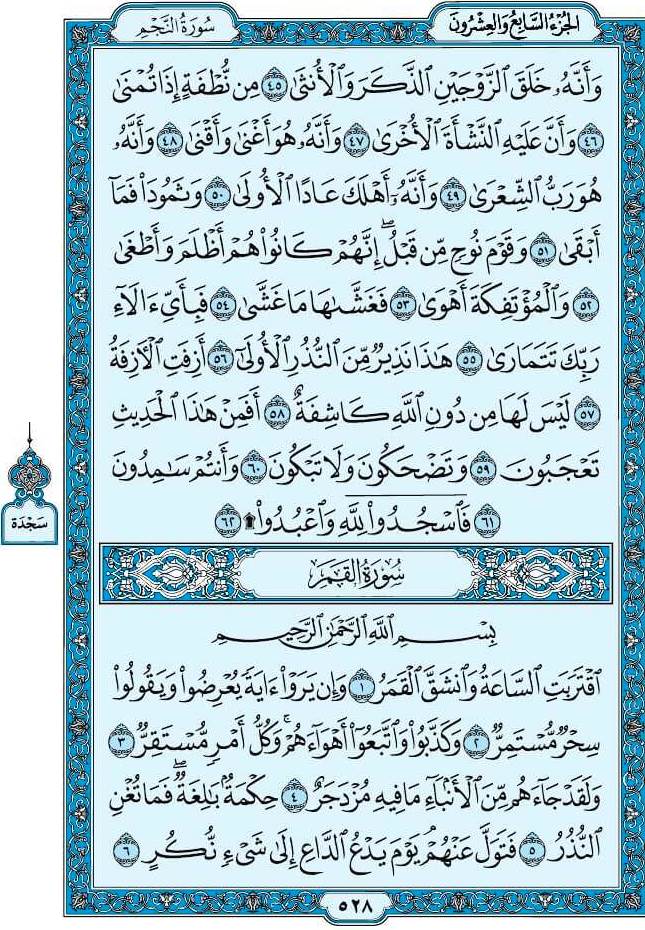 الجزء السابع والعشرون
سورة النجم
وَأَنَّهُۥ خَلَقَ ٱلزَّوۡجَيۡنِ ٱلذَّكَرَ وَٱلۡأُنثَىٰ ٤٥ مِن نُّطۡفَةٍ إِذَا تُمۡنَىٰ
٤٦ وَأَنَّ عَلَيۡهِ ٱلنَّشۡأَةَ ٱلۡأُخۡرَىٰ ٤٧ وَأَنَّهُۥ هُوَ أَغۡنَىٰ وَأَقۡنَىٰ ٤٨ وَأَنَّهُۥ
هُوَ رَبُّ ٱلشِّعۡرَىٰ ٤٩ وَأَنَّهُۥٓ أَهۡلَكَ عَادًا ٱلۡأُولَىٰ ٥٠ وَثَمُودَاْ فَمَآ
أَبۡقَىٰ ٥١ وَقَوۡمَ نُوحٖ مِّن قَبۡلُۖ إِنَّهُمۡ كَانُواْ هُمۡ أَظۡلَمَ وَأَطۡغَىٰ
٥٢ وَٱلۡمُؤۡتَفِكَةَ أَهۡوَىٰ ٥٣ فَغَشَّىٰهَا مَا غَشَّىٰ ٥٤ فَبِأَيِّ ءَالَآءِ
رَبِّكَ تَتَمَارَىٰ ٥٥ هَٰذَا نَذِيرٞ مِّنَ ٱلنُّذُرِ ٱلۡأُولَىٰٓ ٥٦ أَزِفَتِ ٱلۡأٓزِفَةُ
٥٧ لَيۡسَ لَهَا مِن دُونِ ٱللَّهِ كَاشِفَةٌ ٥٨ أَفَمِنۡ هَٰذَا ٱلۡحَدِيثِ
تَعۡجَبُونَ ٥٩ وَتَضۡحَكُونَ وَلَا تَبۡكُونَ ٦٠ وَأَنتُمۡ سَٰمِدُونَ
٦١ فَٱسۡجُدُواْۤ لِلَّهِ وَٱعۡبُدُواْ۩ ٦٢
سجدة
سورة القمر
بِسۡمِ ٱللَّهِ ٱلرَّحۡمَٰنِ ٱلرَّحِيمِ
ٱقۡتَرَبَتِ ٱلسَّاعَةُ وَٱنشَقَّ ٱلۡقَمَرُ ١ وَإِن يَرَوۡاْ ءَايَةٗ يُعۡرِضُواْ وَيَقُولُواْ
سِحۡرٞ مُّسۡتَمِرّٞ ٢ وَكَذَّبُواْ وَٱتَّبَعُوٓاْ أَهۡوَآءَهُمۡۚ وَكُلُّ أَمۡرٖ مُّسۡتَقِرّٞ ٣
وَلَقَدۡ جَآءَهُم مِّنَ ٱلۡأَنۢبَآءِ مَا فِيهِ مُزۡدَجَرٌ ٤ حِكۡمَةُۢ بَٰلِغَةٞۖ فَمَا تُغۡنِ
ٱلنُّذُرُ ٥ فَتَوَلَّ عَنۡهُمۡۘ يَوۡمَ يَدۡعُ ٱلدَّاعِ إِلَىٰ شَيۡءٖ نُّكُرٍ ٦
٥٢٨